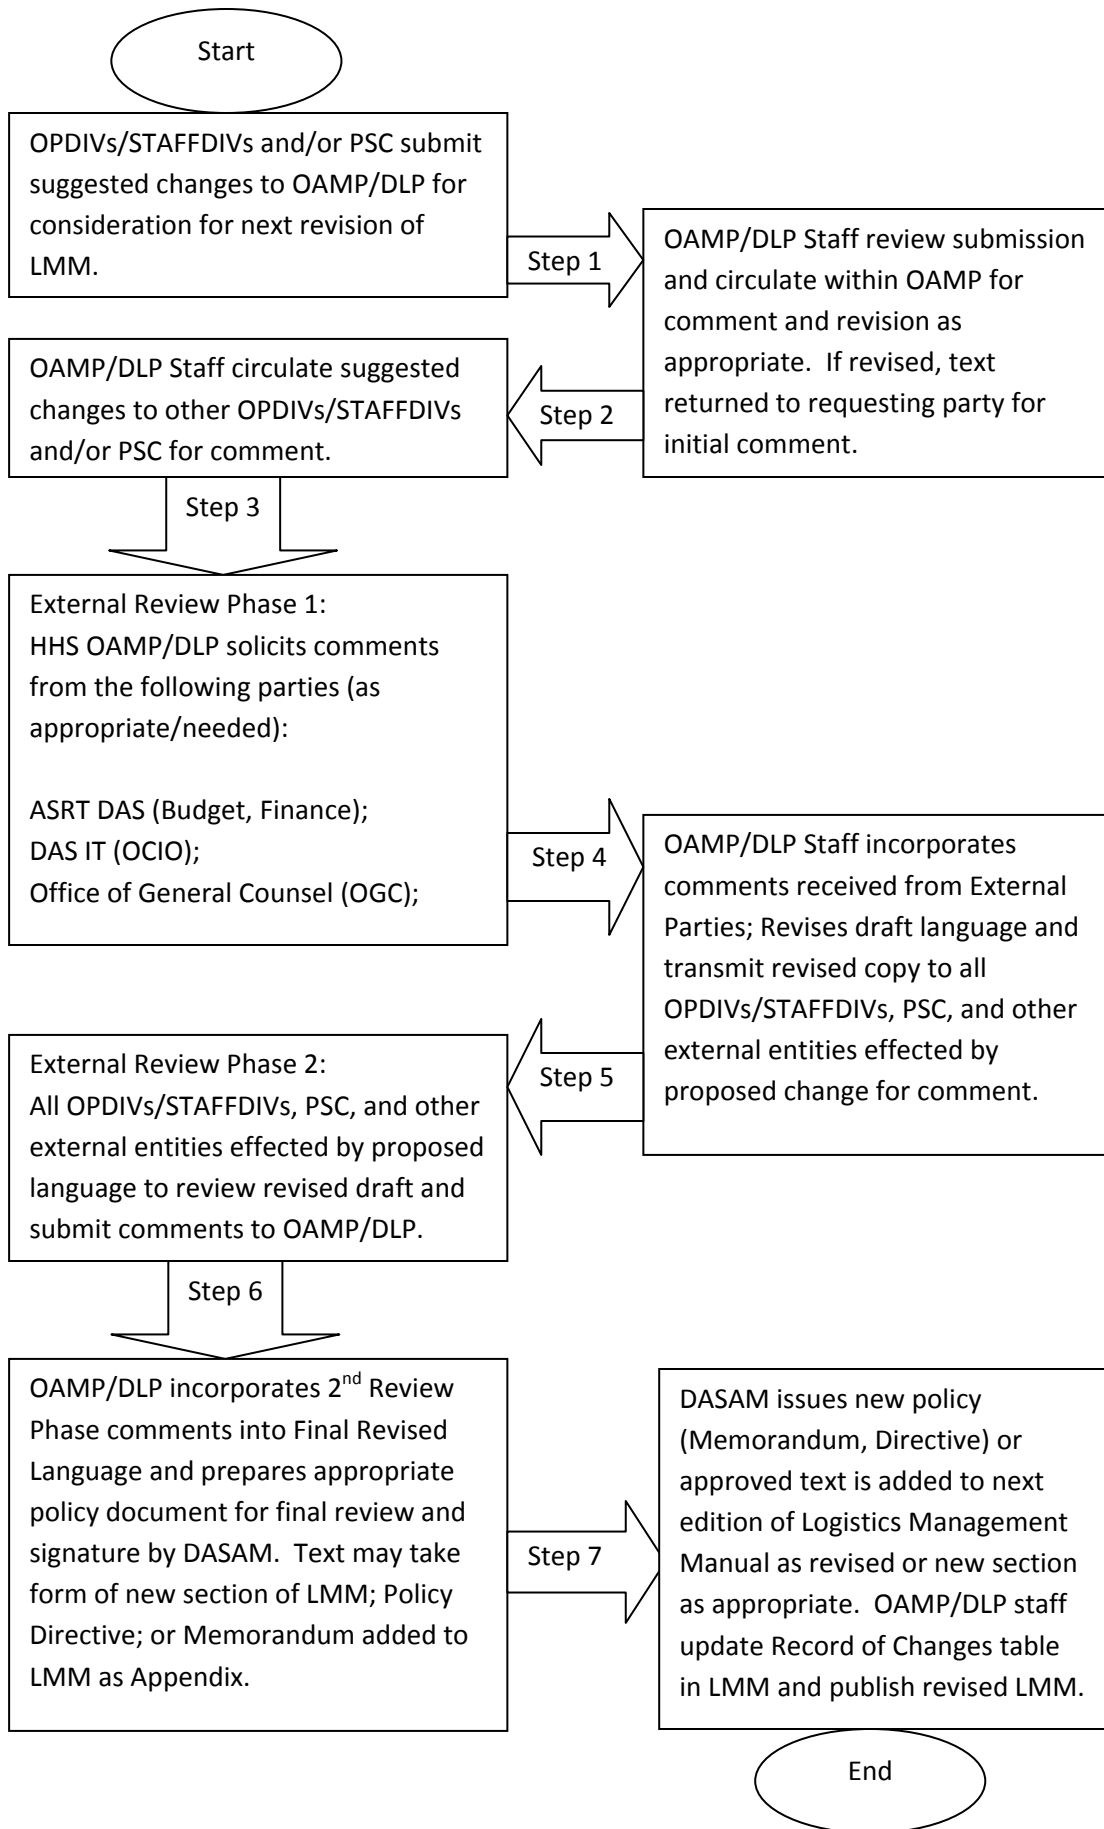 Start
OPDIVs/STAFFDIVs and/or PSC submit
suggested changes to OAMP/DLP for
consideration for next revision of
LMM.
Step 1
OAMP/DLP Staff review submission
and circulate within OAMP for
comment and revision as
appropriate.  If revised, text
returned to requesting party for
initial comment.
Step 2
OAMP/DLP Staff circulate suggested
changes to other OPDIVs/STAFFDIVs
and/or PSC for comment.
Step 3
External Review Phase 1:
HHS OAMP/DLP solicits comments
from the following parties (as
appropriate/needed):
ASRT DAS (Budget, Finance);
DAS IT (OCIO);
Office of General Counsel (OGC);
Step 4
OAMP/DLP Staff incorporates
comments received from External
Parties; Revises draft language and
transmit revised copy to all
OPDIVs/STAFFDIVs, PSC, and other
external entities effected by
proposed change for comment.
Step 5
External Review Phase 2:
All OPDIVs/STAFFDIVs, PSC, and other
external entities effected by proposed
language to review revised draft and
submit comments to OAMP/DLP.
Step 6
OAMP/DLP incorporates 2nd Review
Phase comments into Final Revised
Language and prepares appropriate
policy document for final review and
signature by DASAM.  Text may take
form of new section of LMM; Policy
Directive; or Memorandum added to
LMM as Appendix.
Step 7
DASAM issues new policy
(Memorandum, Directive) or
approved text is added to next
edition of Logistics Management
Manual as revised or new section
as appropriate.  OAMP/DLP staff
update Record of Changes table
in LMM and publish revised LMM.
End